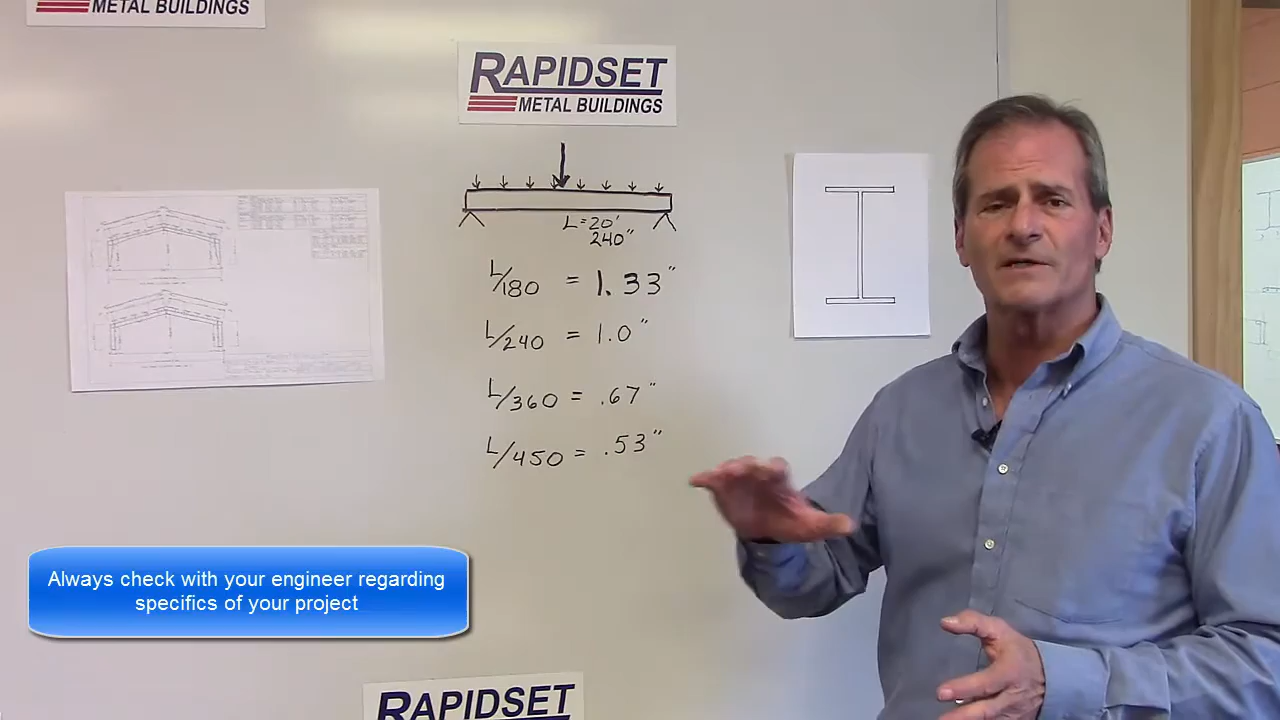 METAL BUILDINGS
RAPIDSET
METAL BUILDINGS
L=20'
240"
L/180 = 1.33"
L/240 = 1.0"
L/360 = .67"
L/450 = .53"
Always check with your engineer regarding
specifics of your project
RAPIDSET